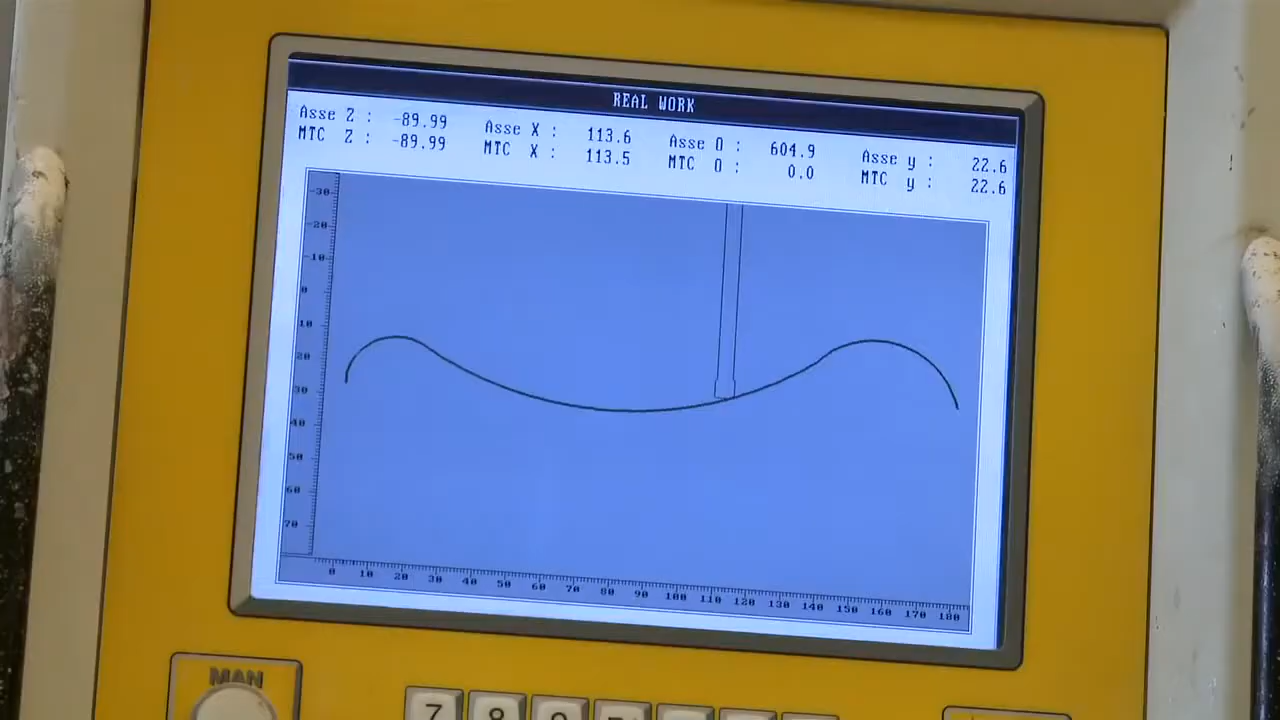 REAL WORK
Asse Z : -89.99 Asse X : 113.6 Asse O : 604.9 Asse y : 22.6
MTC Z : -89.99 MTC X : 113.5 MTC O : 0.0 MTC y : 22.6
-30
-20
-10
0
10
20
30
40
50
60
70
0 10 20 30 40 50 60 70 80 90 100 110 120 130 140 150 160 170 180
MAN
7 8 9